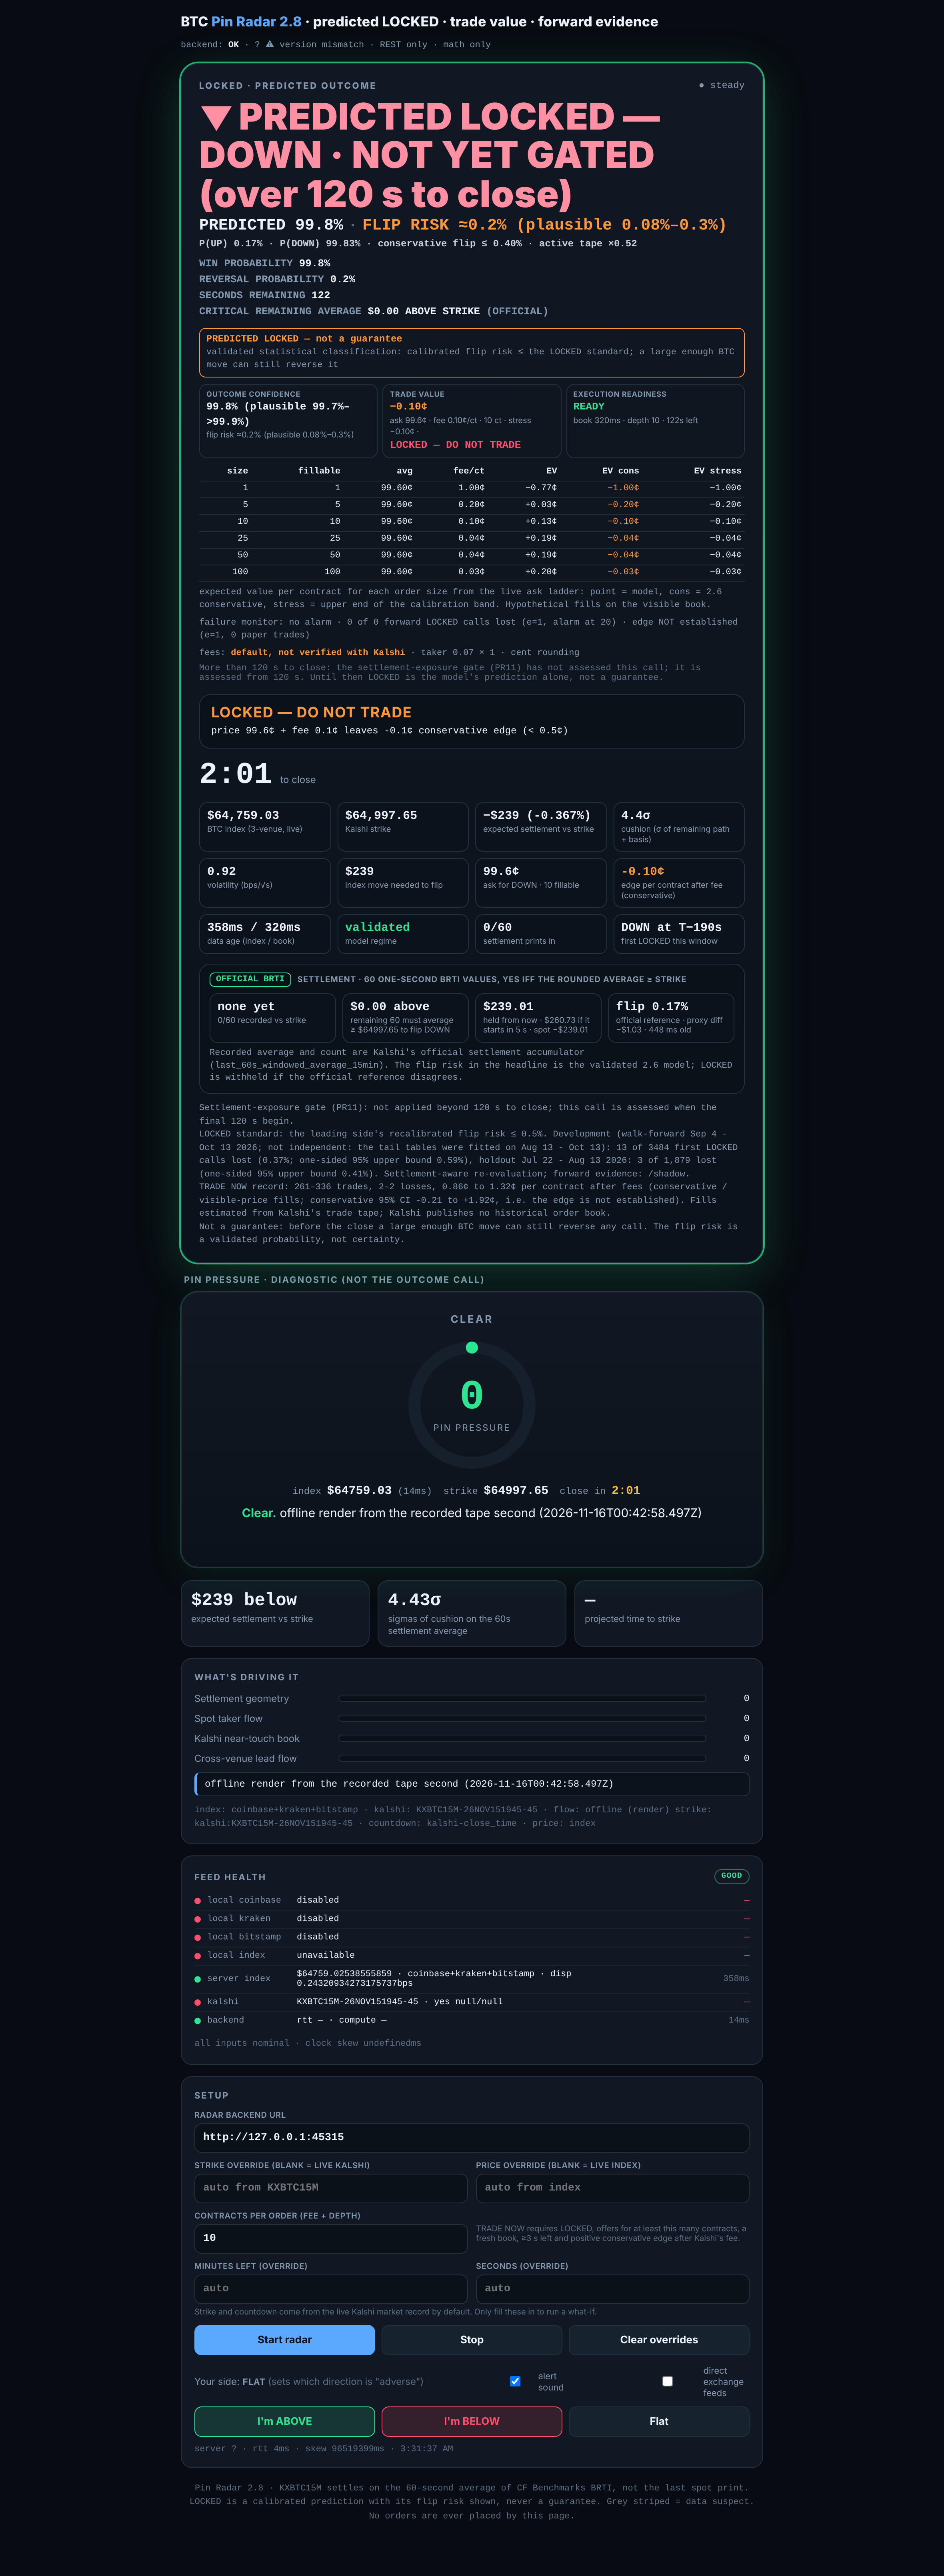 BTC Pin Radar 2.8 · predicted LOCKED · trade value · forward evidence
backend: OK · ? ⚠ version mismatch · REST only · math only
LOCKED · PREDICTED OUTCOME
● steady
▼ PREDICTED LOCKED —
DOWN · NOT YET GATED
(over 120 s to close)
PREDICTED 99.8% · FLIP RISK ≈0.2% (plausible 0.08%–0.3%)
P(UP) 0.17% · P(DOWN) 99.83% · conservative flip ≤ 0.40% · active tape ×0.52
WIN PROBABILITY 99.8%
REVERSAL PROBABILITY 0.2%
SECONDS REMAINING 122
CRITICAL REMAINING AVERAGE $0.00 ABOVE STRIKE (OFFICIAL)
PREDICTED LOCKED — not a guarantee
validated statistical classification: calibrated flip risk ≤ the LOCKED standard; a large enough BTC
move can still reverse it
OUTCOME CONFIDENCE
99.8% (plausible 99.7%–
>99.9%)
flip risk ≈0.2% (plausible 0.08%–0.3%)
TRADE VALUE
−0.10¢
ask 99.6¢ · fee 0.10¢/ct · 10 ct · stress
−0.10¢ ·
LOCKED — DO NOT TRADE
EXECUTION READINESS
READY
book 320ms · depth 10 · 122s left
size fillable avg fee/ct EV EV cons EV stress
1 1 99.60¢ 1.00¢ −0.77¢ −1.00¢ −1.00¢
5 5 99.60¢ 0.20¢ +0.03¢ −0.20¢ −0.20¢
10 10 99.60¢ 0.10¢ +0.13¢ −0.10¢ −0.10¢
25 25 99.60¢ 0.04¢ +0.19¢ −0.04¢ −0.04¢
50 50 99.60¢ 0.04¢ +0.19¢ −0.04¢ −0.04¢
100 100 99.60¢ 0.03¢ +0.20¢ −0.03¢ −0.03¢
expected value per contract for each order size from the live ask ladder: point = model, cons = 2.6
conservative, stress = upper end of the calibration band. Hypothetical fills on the visible book.
failure monitor: no alarm · 0 of 0 forward LOCKED calls lost (e=1, alarm at 20) · edge NOT established
(e=1, 0 paper trades)
fees: default, not verified with Kalshi · taker 0.07 × 1 · cent rounding
More than 120 s to close: the settlement-exposure gate (PR11) has not assessed this call; it is
assessed from 120 s. Until then LOCKED is the model's prediction alone, not a guarantee.
LOCKED — DO NOT TRADE
price 99.6¢ + fee 0.1¢ leaves -0.1¢ conservative edge (< 0.5¢)
2:01 to close
$64,759.03
BTC index (3-venue, live)
$64,997.65
Kalshi strike
−$239 (-0.367%)
expected settlement vs strike
4.4σ
cushion (σ of remaining path
+ basis)
0.92
volatility (bps/√s)
$239
index move needed to flip
99.6¢
ask for DOWN · 10 fillable
-0.10¢
edge per contract after fee
(conservative)
358ms / 320ms
data age (index / book)
validated
model regime
0/60
settlement prints in
DOWN at T−190s
first LOCKED this window
OFFICIAL BRTI SETTLEMENT · 60 ONE-SECOND BRTI VALUES, YES IFF THE ROUNDED AVERAGE ≥ STRIKE
none yet
0/60 recorded vs strike
$0.00 above
remaining 60 must average
≥ $64997.65 to flip DOWN
$239.01
held from now · $260.73 if it
starts in 5 s · spot −$239.01
flip 0.17%
official reference · proxy diff
−$1.03 · 448 ms old
Recorded average and count are Kalshi's official settlement accumulator
(last_60s_windowed_average_15min). The flip risk in the headline is the validated 2.6 model; LOCKED
is withheld if the official reference disagrees.
Settlement-exposure gate (PR11): not applied beyond 120 s to close; this call is assessed when the
final 120 s begin.
LOCKED standard: the leading side's recalibrated flip risk ≤ 0.5%. Development (walk-forward Sep 4 -
Oct 13 2026; not independent: the tail tables were fitted on Aug 13 - Oct 13): 13 of 3484 first LOCKED
calls lost (0.37%; one-sided 95% upper bound 0.59%), holdout Jul 22 - Aug 13 2026: 3 of 1,879 lost
(one-sided 95% upper bound 0.41%). Settlement-aware re-evaluation: forward evidence: /shadow.
TRADE NOW record: 261–336 trades, 2–2 losses, 0.86¢ to 1.32¢ per contract after fees (conservative /
visible-price fills; conservative 95% CI -0.21 to +1.92¢, i.e. the edge is not established). Fills
estimated from Kalshi's trade tape; Kalshi publishes no historical order book.
Not a guarantee: before the close a large enough BTC move can still reverse any call. The flip risk is
a validated probability, not certainty.
PIN PRESSURE · DIAGNOSTIC (NOT THE OUTCOME CALL)
CLEAR
0
PIN PRESSURE
index $64759.03 (14ms) strike $64997.65 close in 2:01
Clear. offline render from the recorded tape second (2026-11-16T00:42:58.497Z)
$239 below
expected settlement vs strike
4.43σ
sigmas of cushion on the 60s
settlement average
—
projected time to strike
WHAT'S DRIVING IT
Settlement geometry 0
Spot taker flow 0
Kalshi near-touch book 0
Cross-venue lead flow 0
offline render from the recorded tape second (2026-11-16T00:42:58.497Z)
index: coinbase+kraken+bitstamp · kalshi: KXBTC15M-26NOV151945-45 · flow: offline (render) strike:
kalshi:KXBTC15M-26NOV151945-45 · countdown: kalshi-close_time · price: index
FEED HEALTH
GOOD
local coinbase disabled —
local kraken disabled —
local bitstamp disabled —
local index unavailable —
server index $64759.02538555859 · coinbase+kraken+bitstamp · disp
0.24320934273175737bps 358ms
kalshi KXBTC15M-26NOV151945-45 · yes null/null —
backend rtt — · compute — 14ms
all inputs nominal · clock skew undefinedms
SETUP
RADAR BACKEND URL
http://127.0.0.1:45315
STRIKE OVERRIDE (BLANK = LIVE KALSHI)
auto from KXBTC15M
PRICE OVERRIDE (BLANK = LIVE INDEX)
auto from index
CONTRACTS PER ORDER (FEE + DEPTH)
10
TRADE NOW requires LOCKED, offers for at least this many contracts, a
fresh book, ≥3 s left and positive conservative edge after Kalshi's fee.
MINUTES LEFT (OVERRIDE)
auto
SECONDS (OVERRIDE)
auto
Strike and countdown come from the live Kalshi market record by default. Only fill these in to run a what-if.
Start radar
Stop
Clear overrides
Your side: FLAT (sets which direction is "adverse")
alert
sound
direct
exchange
feeds
I'm ABOVE
I'm BELOW
Flat
server ? · rtt 4ms · skew 96519399ms · 3:31:37 AM
Pin Radar 2.8 · KXBTC15M settles on the 60-second average of CF Benchmarks BRTI, not the last spot print.
LOCKED is a calibrated prediction with its flip risk shown, never a guarantee. Grey striped = data suspect.
No orders are ever placed by this page.